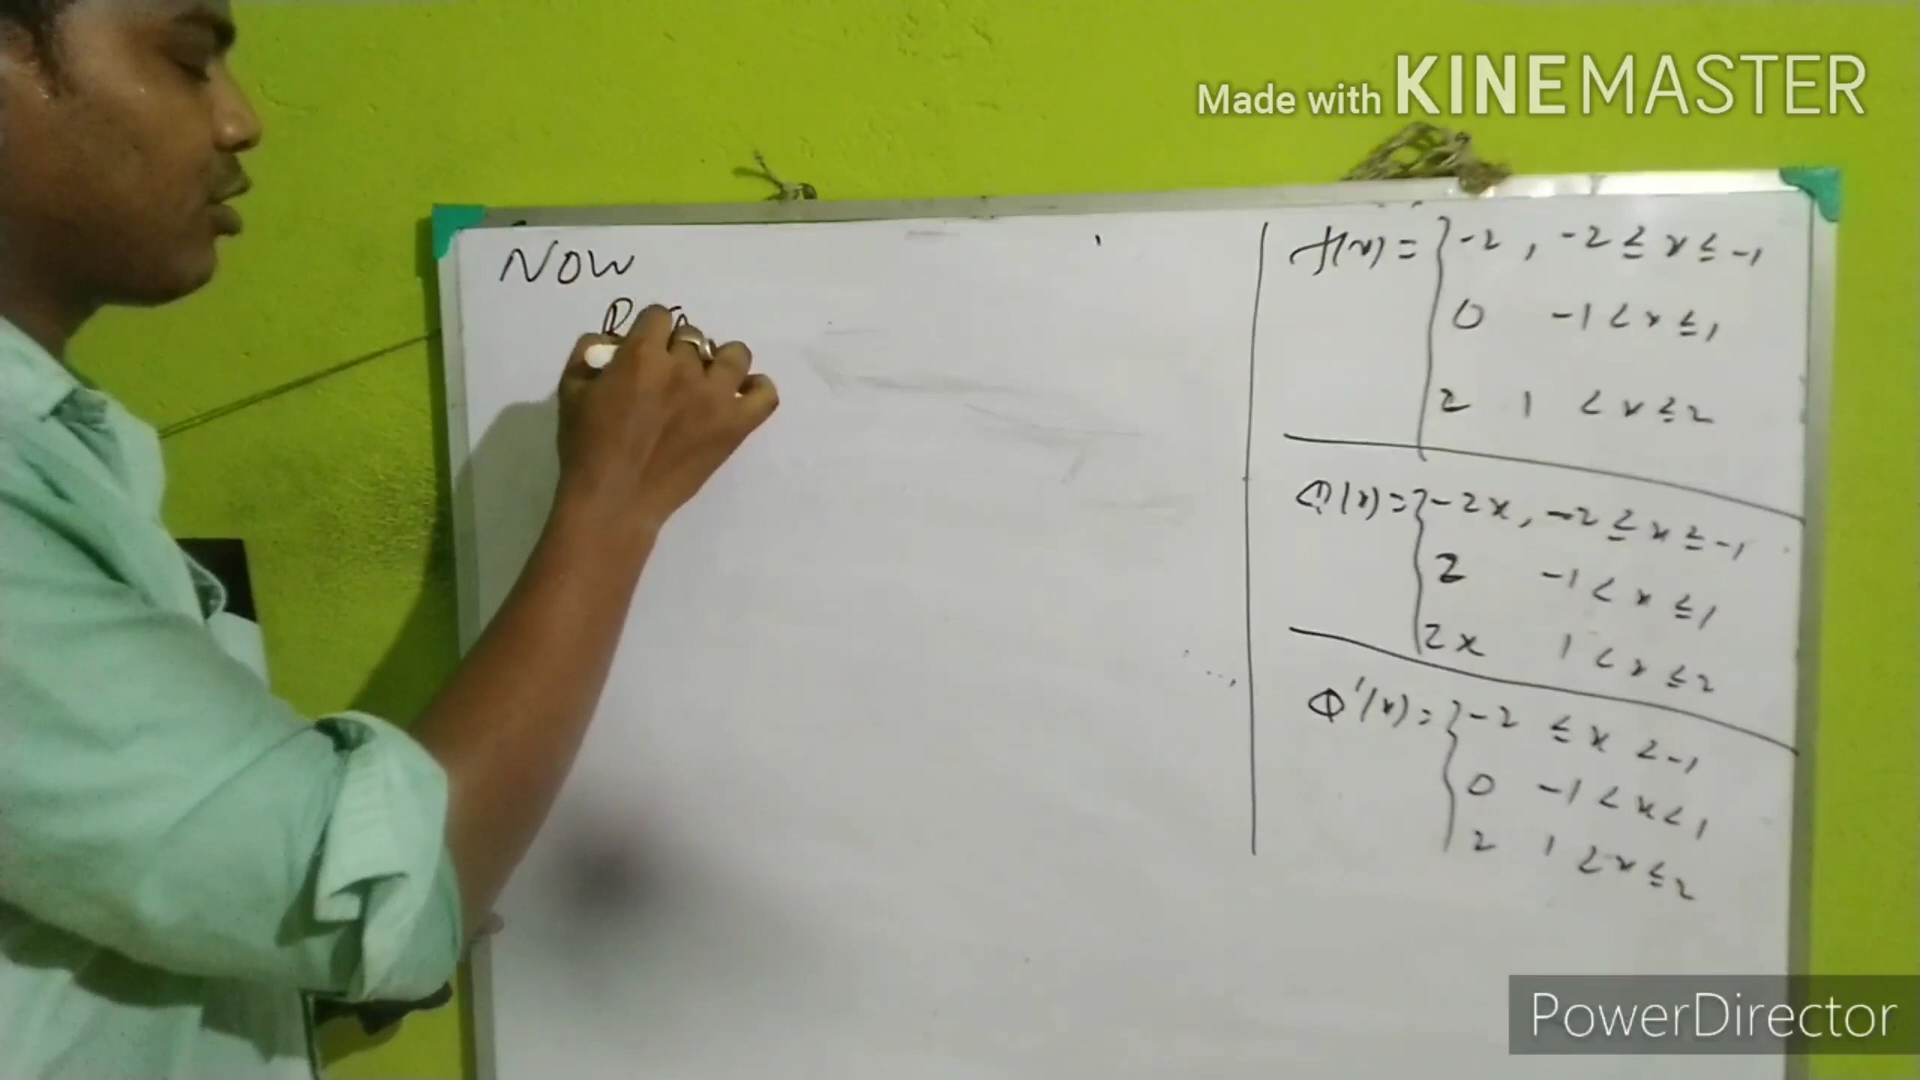 Made with KINEMASTER
Now
f(x) = { -2 , -2 ≤ x ≤ -1
0 -1 < x ≤ 1
2 1 < x ≤ 2
Φ(x) = { -2x , -2 ≤ x ≤ -1
2 -1 < x ≤ 1
2x 1 < x ≤ 2
Φ'(x) = { -2 ≤ x < -1
0 -1 < x < 1
2 1 < x ≤ 2
PowerDirector